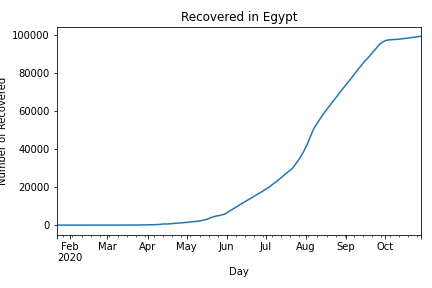 Recovered in Egypt
Number of Recovered
100000
80000
60000
40000
20000
0
Feb Mar Apr May Jun Jul Aug Sep Oct
2020
Day